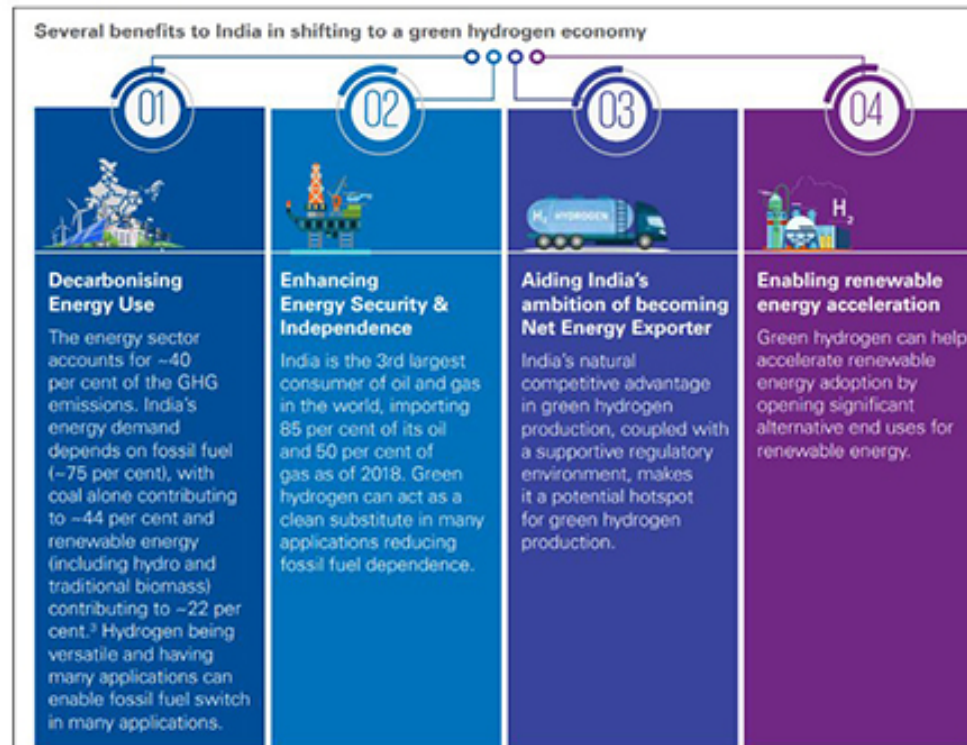 Several benefits to India in shifting to a green hydrogen economy
01
Decarbonising
Energy Use
The energy sector
accounts for ~40
per cent of the GHG
emissions. India's
energy demand
depends on fossil fuel
(~75 per cent), with
coal alone contributing
to ~44 per cent and
renewable energy
(including hydro and
traditional biomass)
contributing to ~22 per
cent.³ Hydrogen being
versatile and having
many applications can
enable fossil fuel switch
in many applications.
02
Enhancing
Energy Security &
Independence
India is the 3rd largest
consumer of oil and gas
in the world, importing
85 per cent of its oil
and 50 per cent of
gas as of 2018. Green
hydrogen can act as a
clean substitute in many
applications reducing
fossil fuel dependence.
03
H₂ HYDROGEN
Aiding India's
ambition of becoming
Net Energy Exporter
India's natural
competitive advantage
in green hydrogen
production, coupled with
a supportive regulatory
environment, makes
it a potential hotspot
for green hydrogen
production.
04
H₂
Enabling renewable
energy acceleration
Green hydrogen can help
accelerate renewable
energy adoption by
opening significant
alternative end uses for
renewable energy.